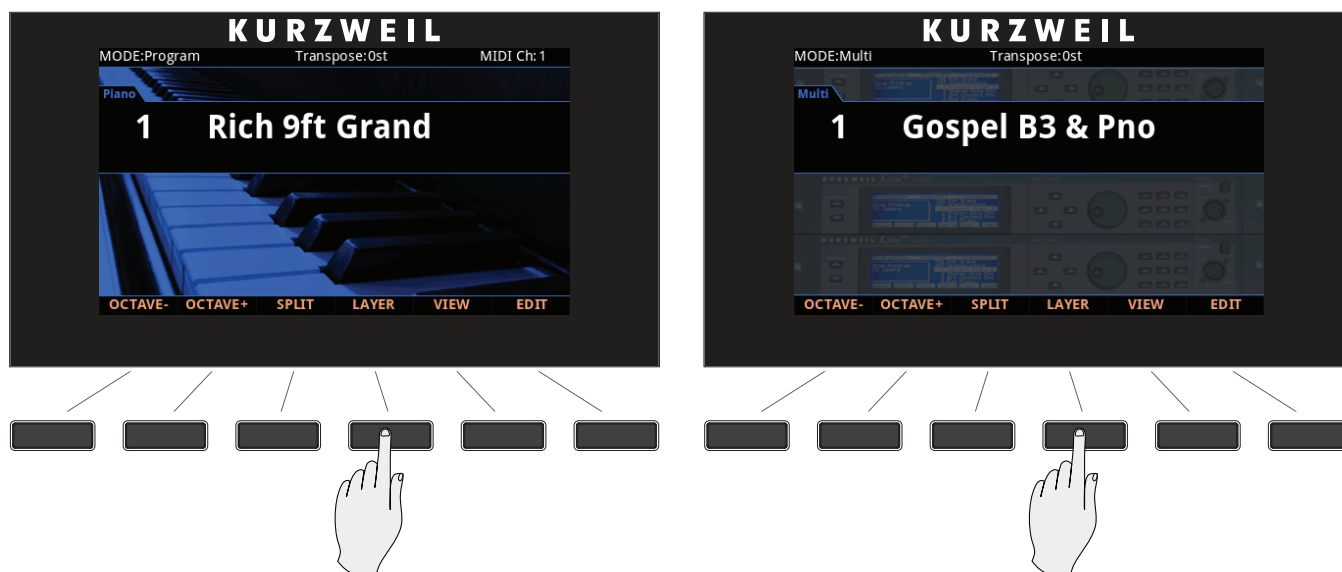 KURZWEIL
MODE:Program Transpose:0st MIDI Ch:1
Piano
1 Rich 9ft Grand
OCTAVE- OCTAVE+ SPLIT LAYER VIEW EDIT
KURZWEIL
MODE:Multi Transpose:0st
Multi
1 Gospel B3 & Pno
OCTAVE- OCTAVE+ SPLIT LAYER VIEW EDIT